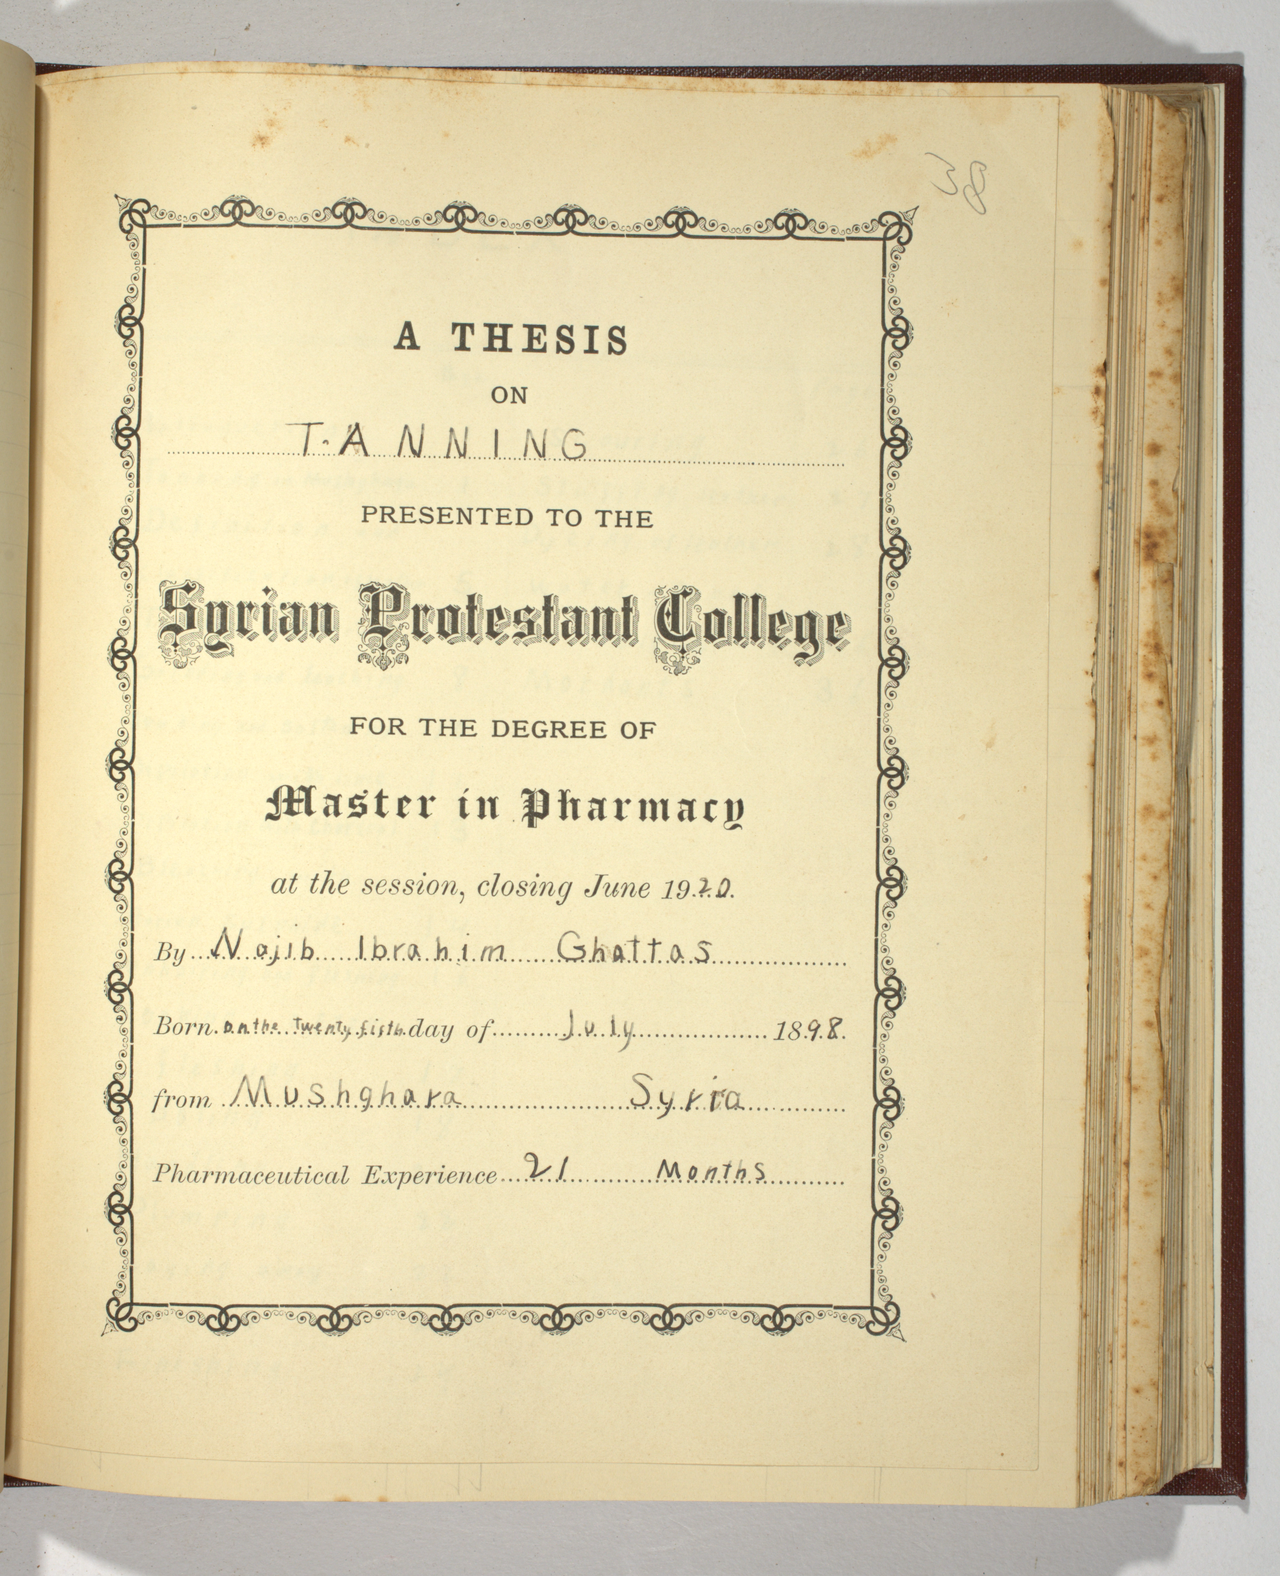 38
A THESIS
ON
TANNING
PRESENTED TO THE
Syrian Protestant College
FOR THE DEGREE OF
Master in Pharmacy
at the session, closing June 1920.
By Najib Ibrahim Ghattas
Born on the Twenty fifth day of July 1898.
from Mushghara Syria
Pharmaceutical Experience 21 Months